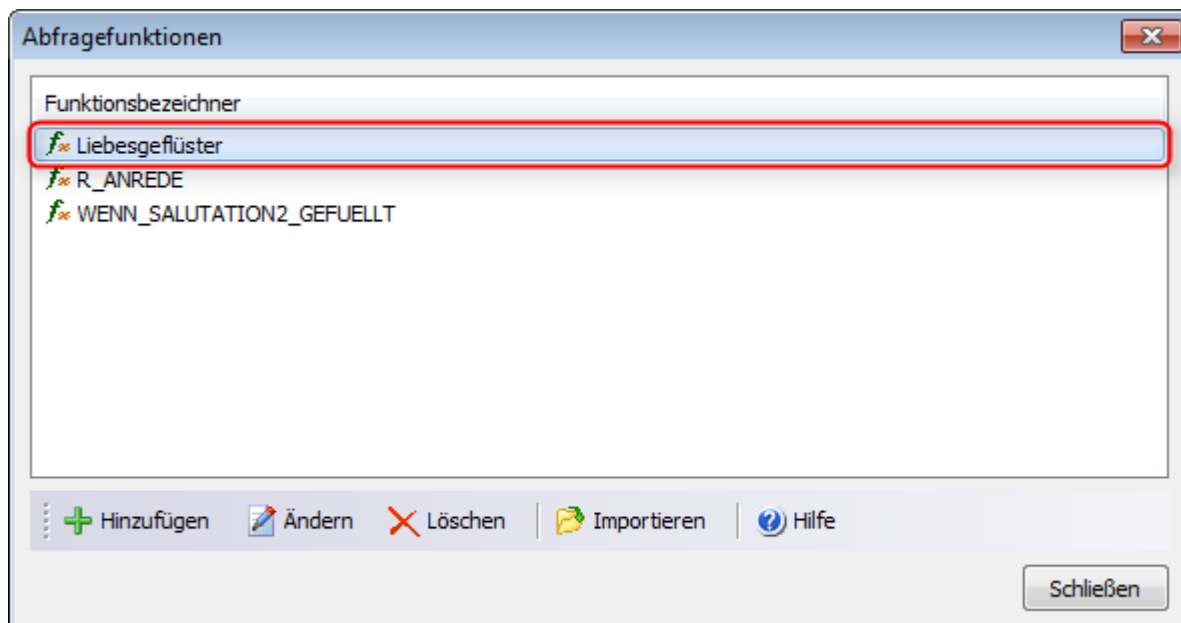 Abfragefunktionen
Funktionsbezeichner
Liebesgeflüster
R_ANREDE
WENN_SALUTATION2_GEFUELLT
Hinzufügen Ändern Löschen Importieren Hilfe
Schließen